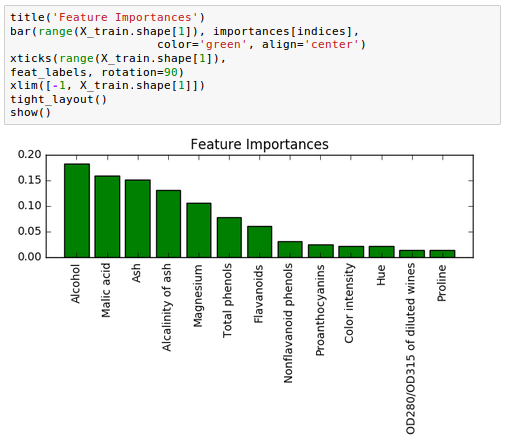 title('Feature Importances')
bar(range(X_train.shape[1]), importances[indices],
color='green', align='center')
xticks(range(X_train.shape[1]),
feat_labels, rotation=90)
xlim([-1, X_train.shape[1]])
tight_layout()
show()
Feature Importances
0.20
0.15
0.10
0.05
0.00
Alcohol
Malic acid
Ash
Alcalinity of ash
Magnesium
Total phenols
Flavanoids
Nonflavanoid phenols
Proanthocyanins
Color intensity
Hue
OD280/OD315 of diluted wines
Proline